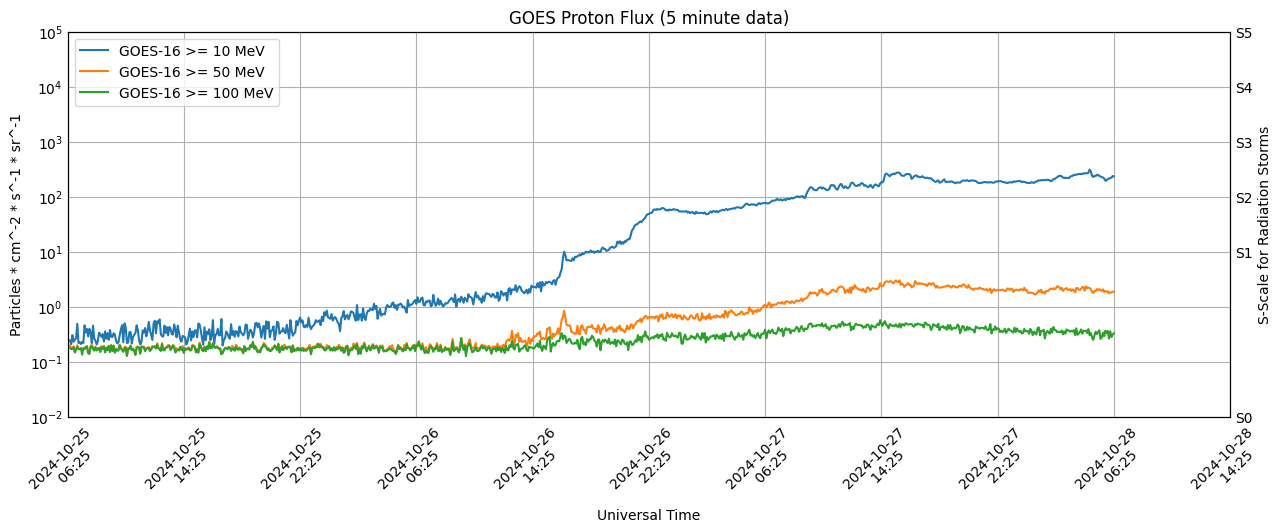 GOES Proton Flux (5 minute data)
GOES-16 >= 10 MeV
GOES-16 >= 50 MeV
GOES-16 >= 100 MeV
Particles * cm^-2 * s^-1 * sr^-1
10^5
10^4
10^3
10^2
10^1
10^0
10^-1
10^-2
S5
S4
S3
S2
S1
S0
S-Scale for Radiation Storms
2024-10-25
06:25
2024-10-25
14:25
2024-10-25
22:25
2024-10-26
06:25
2024-10-26
14:25
2024-10-26
22:25
2024-10-27
06:25
2024-10-27
14:25
2024-10-27
22:25
2024-10-28
06:25
2024-10-28
14:25
Universal Time